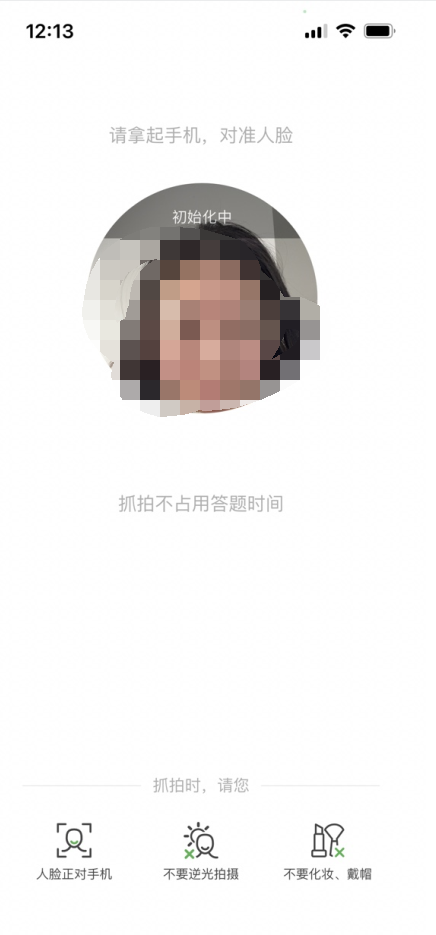 12:13
请拿起手机，对准人脸
初始化中
抓拍不占用答题时间
抓拍时，请您
人脸正对手机
不要逆光拍摄
不要化妆、戴帽